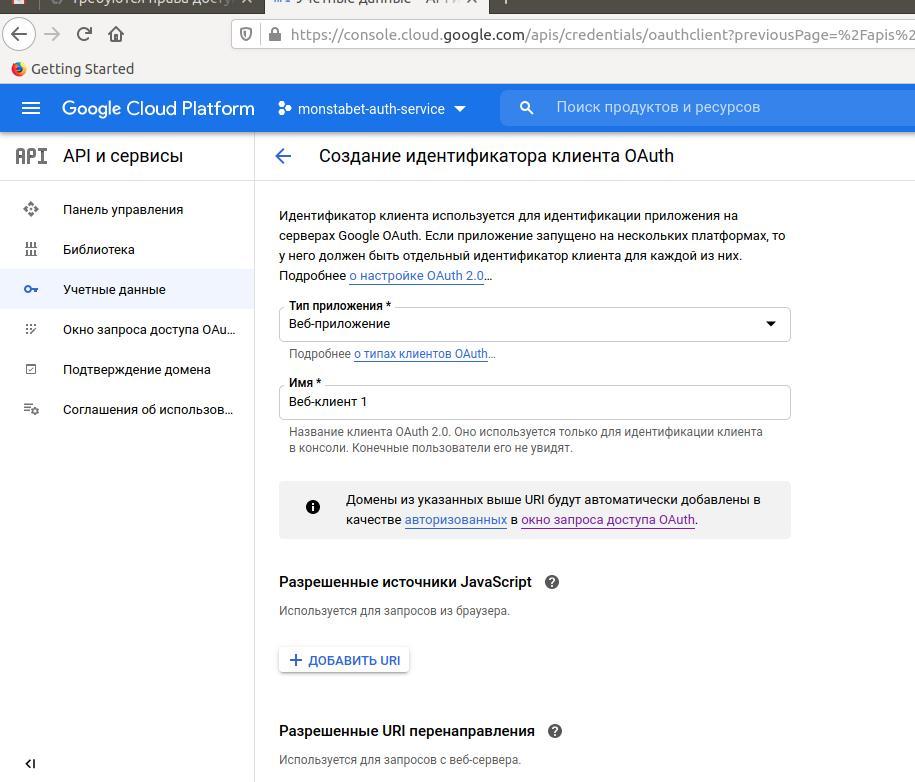 Getting Started
https://console.cloud.google.com/apis/credentials/oauthclient?previousPage=%2Fapis%2
Google Cloud Platform
monstabet-auth-service
Поиск продуктов и ресурсов
API
API и сервисы
Создание идентификатора клиента OAuth
Панель управления
Библиотека
Учетные данные
Окно запроса доступа OAu...
Подтверждение домена
Соглашения об использов...
Идентификатор клиента используется для идентификации приложения на
серверах Google OAuth. Если приложение запущено на нескольких платформах, то
у него должен быть отдельный идентификатор клиента для каждой из них.
Подробнее о настройке OAuth 2.0...
Тип приложения *
Веб-приложение
Подробнее о типах клиентов OAuth...
Имя *
Веб-клиент 1
Название клиента OAuth 2.0. Оно используется только для идентификации клиента
в консоли. Конечные пользователи его не увидят.
Домены из указанных выше URI будут автоматически добавлены в
качестве авторизованных в окно запроса доступа OAuth.
Разрешенные источники JavaScript
Используется для запросов из браузера.
ДОБАВИТЬ URI
Разрешенные URI перенаправления
Используется для запросов с веб-сервера.